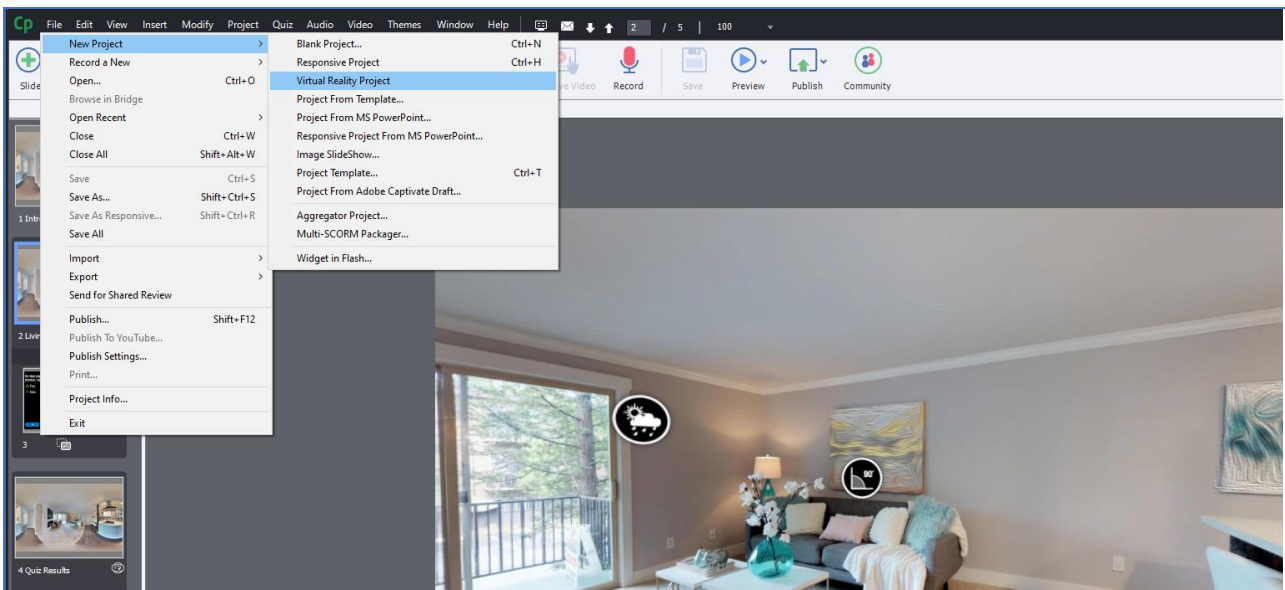 Cp File Edit View Insert Modify Project Quiz Audio Video Themes Window Help 2 / 5 100
Slide
ve Video Record Save Preview Publish Community
New Project >
Record a New >
Open... Ctrl+O
Browse in Bridge
Open Recent >
Close Ctrl+W
Close All Shift+Alt+W
Save Ctrl+S
Save As... Shift+Ctrl+S
Save As Responsive... Shift+Ctrl+R
Save All
Import >
Export >
Send for Shared Review
Publish... Shift+F12
Publish To YouTube...
Publish Settings...
Print...
Project Info...
Exit
Blank Project... Ctrl+N
Responsive Project Ctrl+H
Virtual Reality Project
Project From Template...
Project From MS PowerPoint...
Responsive Project From MS PowerPoint...
Image SlideShow...
Project Template... Ctrl+T
Project From Adobe Captivate Draft...
Aggregator Project...
Multi-SCORM Packager...
Widget in Flash...
1 Intr
2 Livin
3
4 Quiz Results
90°